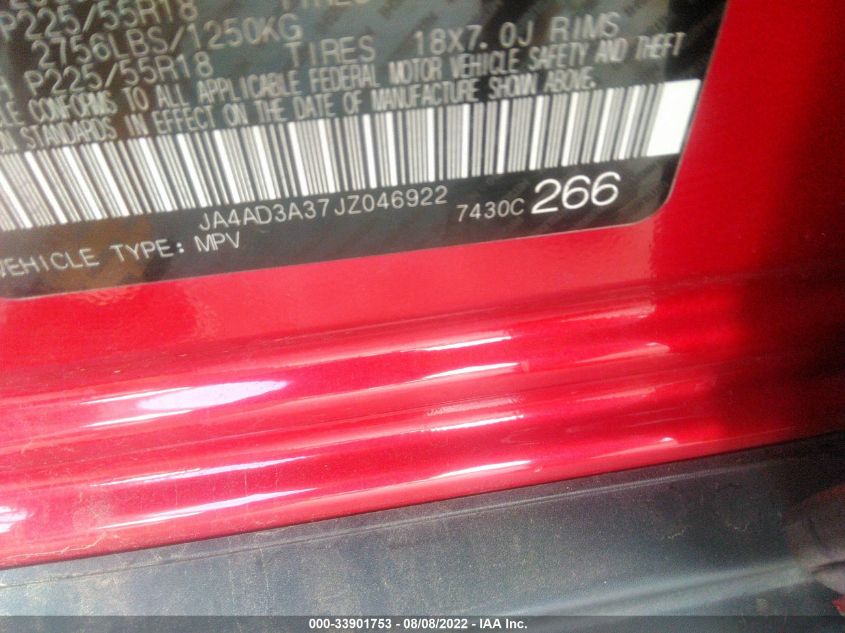 P225/55R18
2756LBS/1250KG
P225/55R18 TIRES 18X7.0J RIMS
CONFORMS TO ALL APPLICABLE FEDERAL MOTOR VEHICLE SAFETY AND THEFT
STANDARDS IN EFFECT ON THE DATE OF MANUFACTURE SHOWN ABOVE.
JA4AD3A37JZ046922 7430C 266
VEHICLE TYPE: MPV
000-33901753 - 08/08/2022 - IAA Inc.